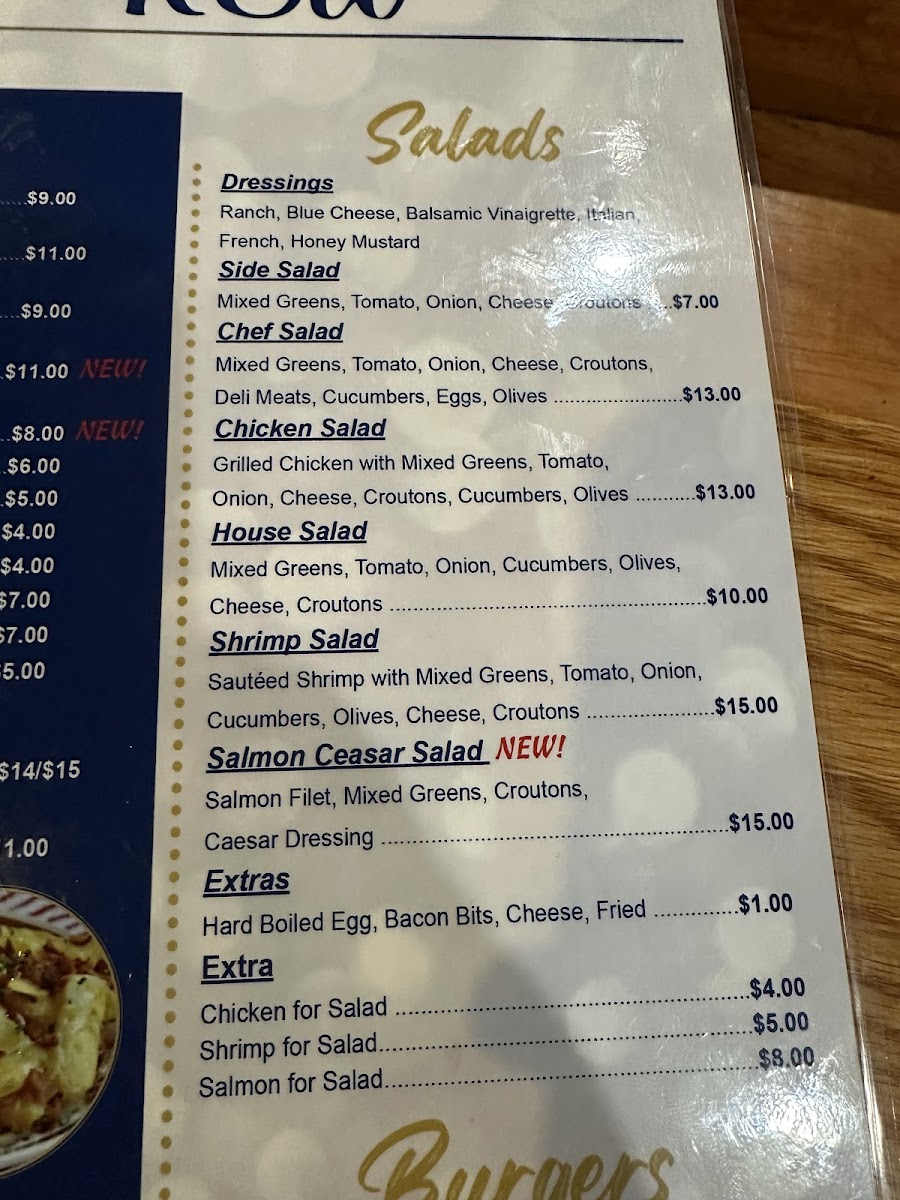 $9.00
$11.00
$9.00
$11.00 NEW!
$8.00 NEW!
$6.00
$5.00
$4.00
$4.00
$7.00
$7.00
$5.00
$14/$15
1.00
Salads
Dressings
Ranch, Blue Cheese, Balsamic Vinaigrette, Italian,
French, Honey Mustard
Side Salad
Mixed Greens, Tomato, Onion, Cheese, Croutons ....$7.00
Chef Salad
Mixed Greens, Tomato, Onion, Cheese, Croutons,
Deli Meats, Cucumbers, Eggs, Olives .......................$13.00
Chicken Salad
Grilled Chicken with Mixed Greens, Tomato,
Onion, Cheese, Croutons, Cucumbers, Olives ...........$13.00
House Salad
Mixed Greens, Tomato, Onion, Cucumbers, Olives,
Cheese, Croutons ........................................................$10.00
Shrimp Salad
Sautéed Shrimp with Mixed Greens, Tomato, Onion,
Cucumbers, Olives, Cheese, Croutons ......................$15.00
Salmon Ceasar Salad NEW!
Salmon Filet, Mixed Greens, Croutons,
Caesar Dressing ...........................................................$15.00
Extras
Hard Boiled Egg, Bacon Bits, Cheese, Fried ..............$1.00
Extra
Chicken for Salad ........................................................$4.00
Shrimp for Salad...........................................................$5.00
Salmon for Salad...........................................................$8.00
Burgers